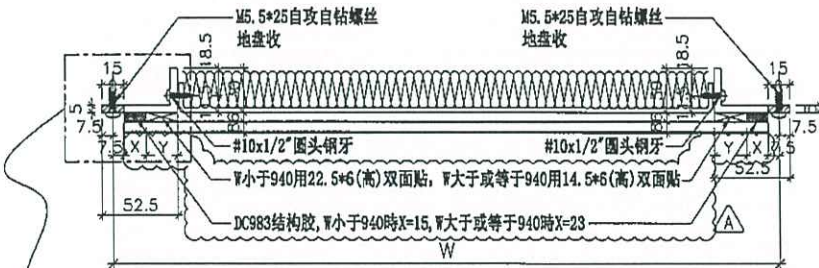 M5.5*25自攻自钻螺丝
地盘收
M5.5*25自攻自钻螺丝
地盘收
15
18.5
18.5
15
5
7.5
7.5
#10x1/2"圆头钢牙
#10x1/2"圆头钢牙
7.5
X
Y
Y
X
7.5
W小于940用22.5*6(高)双面贴, W大于或等于940用14.5*6(高)双面贴
52.5
52.5
DC983结构胶, W小于940時X=15, W大于或等于940時X=23
A
W